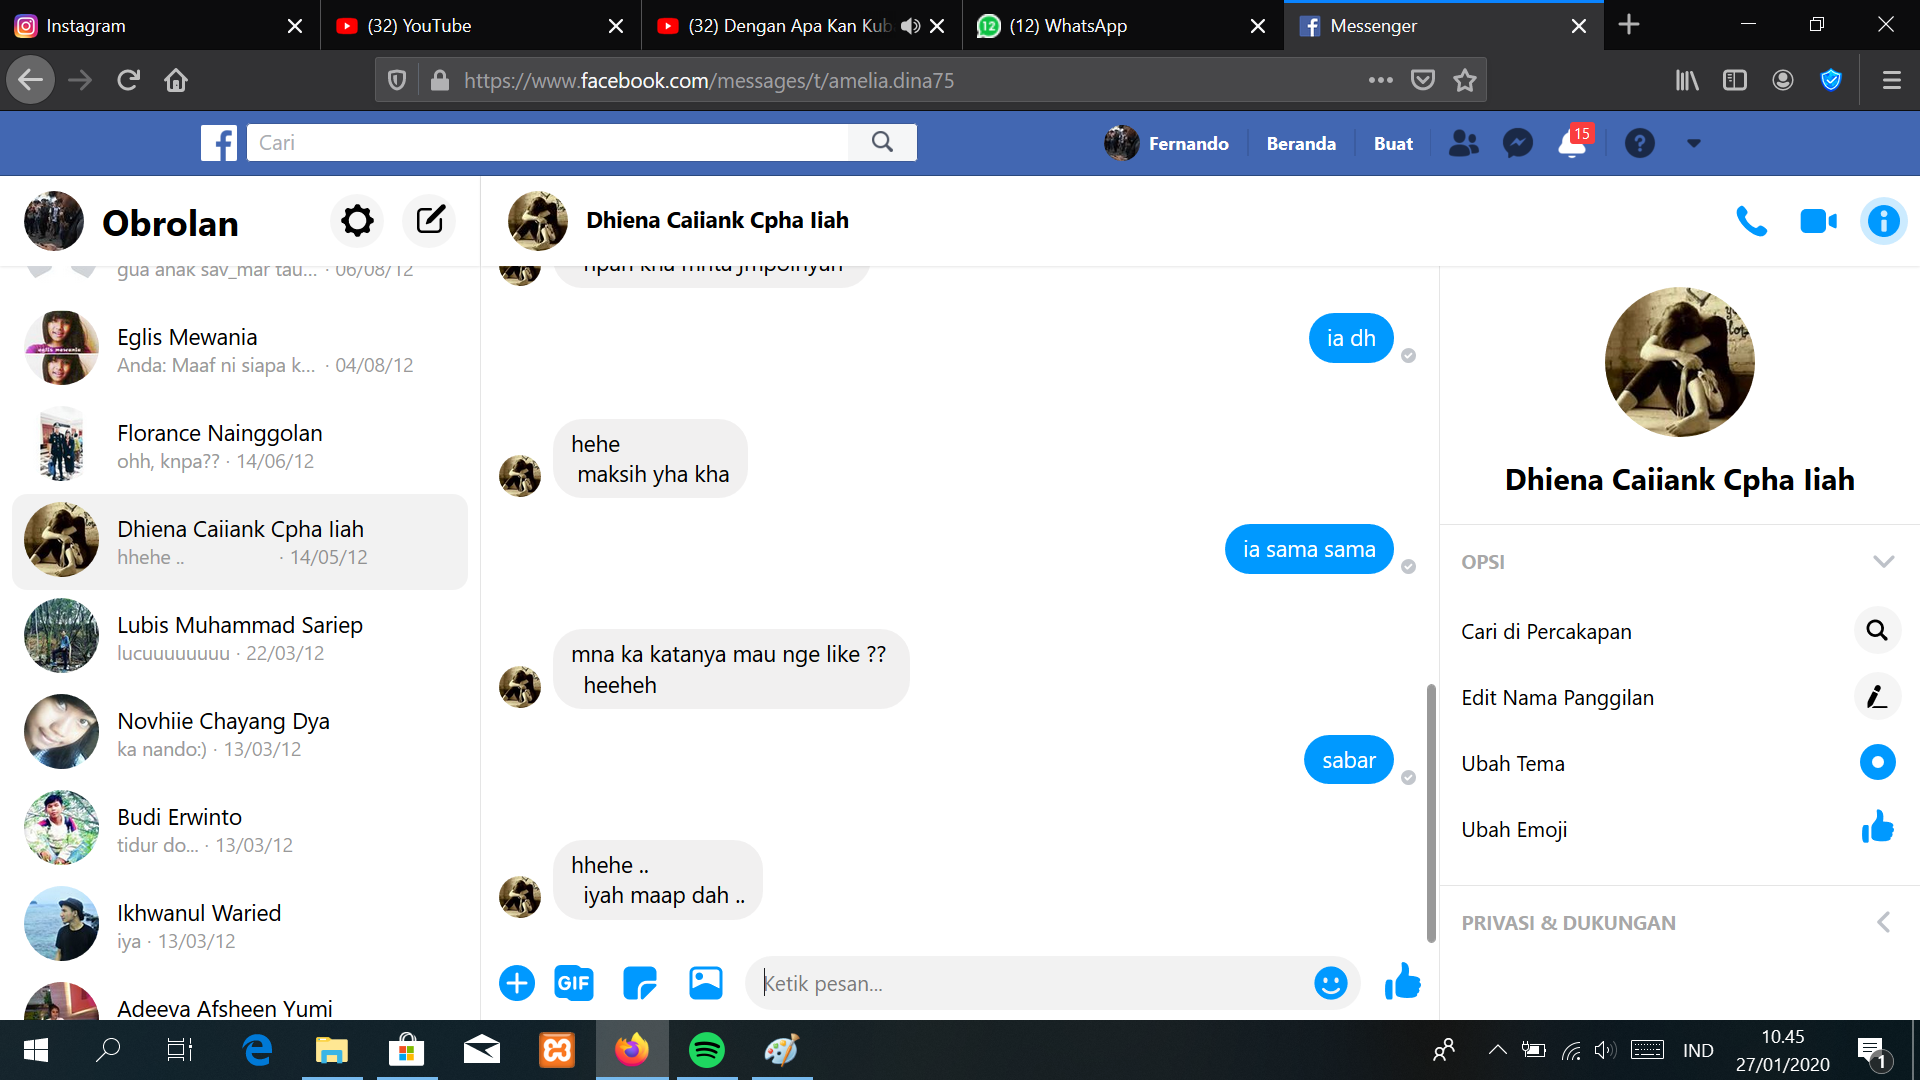 Instagram
(32) YouTube
(32) Dengan Apa Kan Kub
(12) WhatsApp
Messenger
https://www.facebook.com/messages/t/amelia.dina75
Cari
Fernando
Beranda
Buat
15
Obrolan
Dhiena Caiiank Cpha Iiah
gua anak sav_mar tau... · 06/08/12
Eglis Mewania
Anda: Maaf ni siapa k... · 04/08/12
Florance Nainggolan
ohh, knpa?? · 14/06/12
Dhiena Caiiank Cpha Iiah
hhehe .. · 14/05/12
Lubis Muhammad Sariep
lucuuuuuuuu · 22/03/12
Novhiie Chayang Dya
ka nando:) · 13/03/12
Budi Erwinto
tidur do... · 13/03/12
Ikhwanul Waried
iya · 13/03/12
Adeeva Afsheen Yumi
ia dh
hehe
maksih yha kha
ia sama sama
mna ka katanya mau nge like ??
heeheh
sabar
hhehe ..
iyah maap dah ..
GIF
Ketik pesan...
Dhiena Caiiank Cpha Iiah
OPSI
Cari di Percakapan
Edit Nama Panggilan
Ubah Tema
Ubah Emoji
PRIVASI & DUKUNGAN
IND
10.45
27/01/2020
1